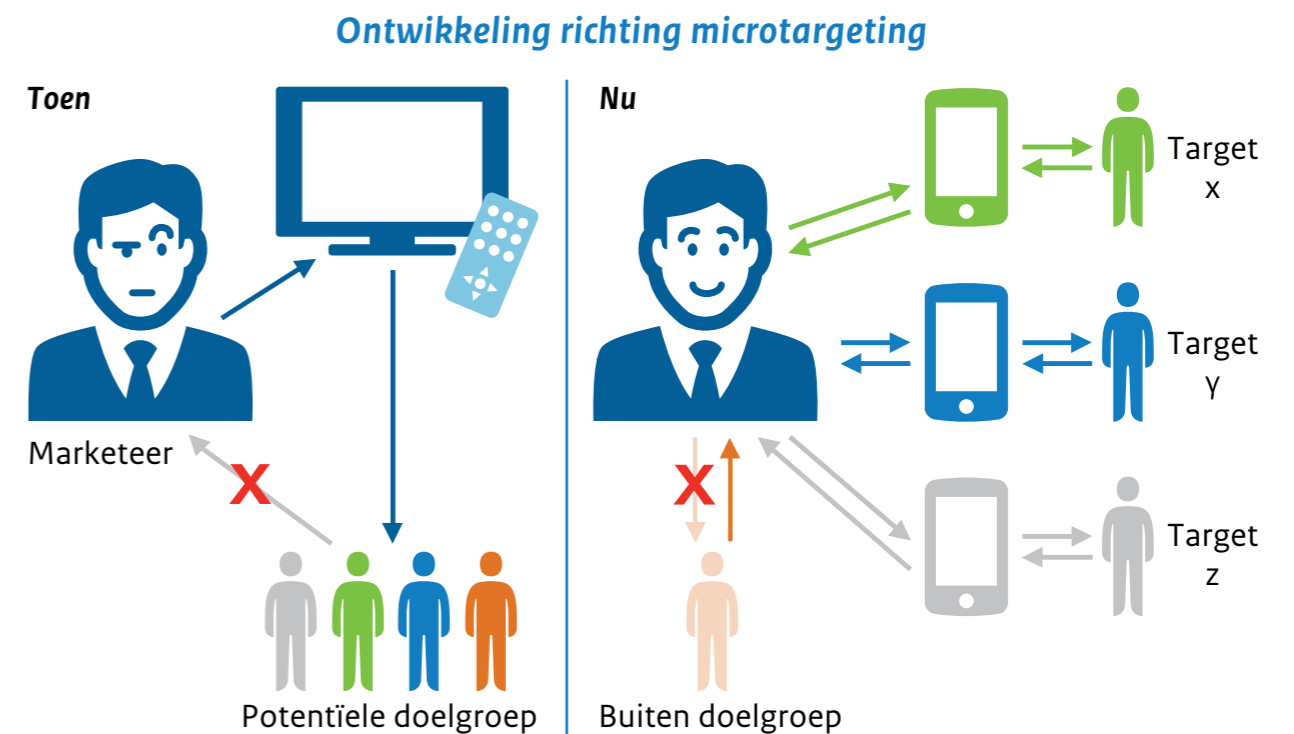 Ontwikkeling richting microtargeting
Toen
Marketeer
X
Potentïele doelgroep
Nu
Target
x
Target
y
Target
z
X
Buiten doelgroep